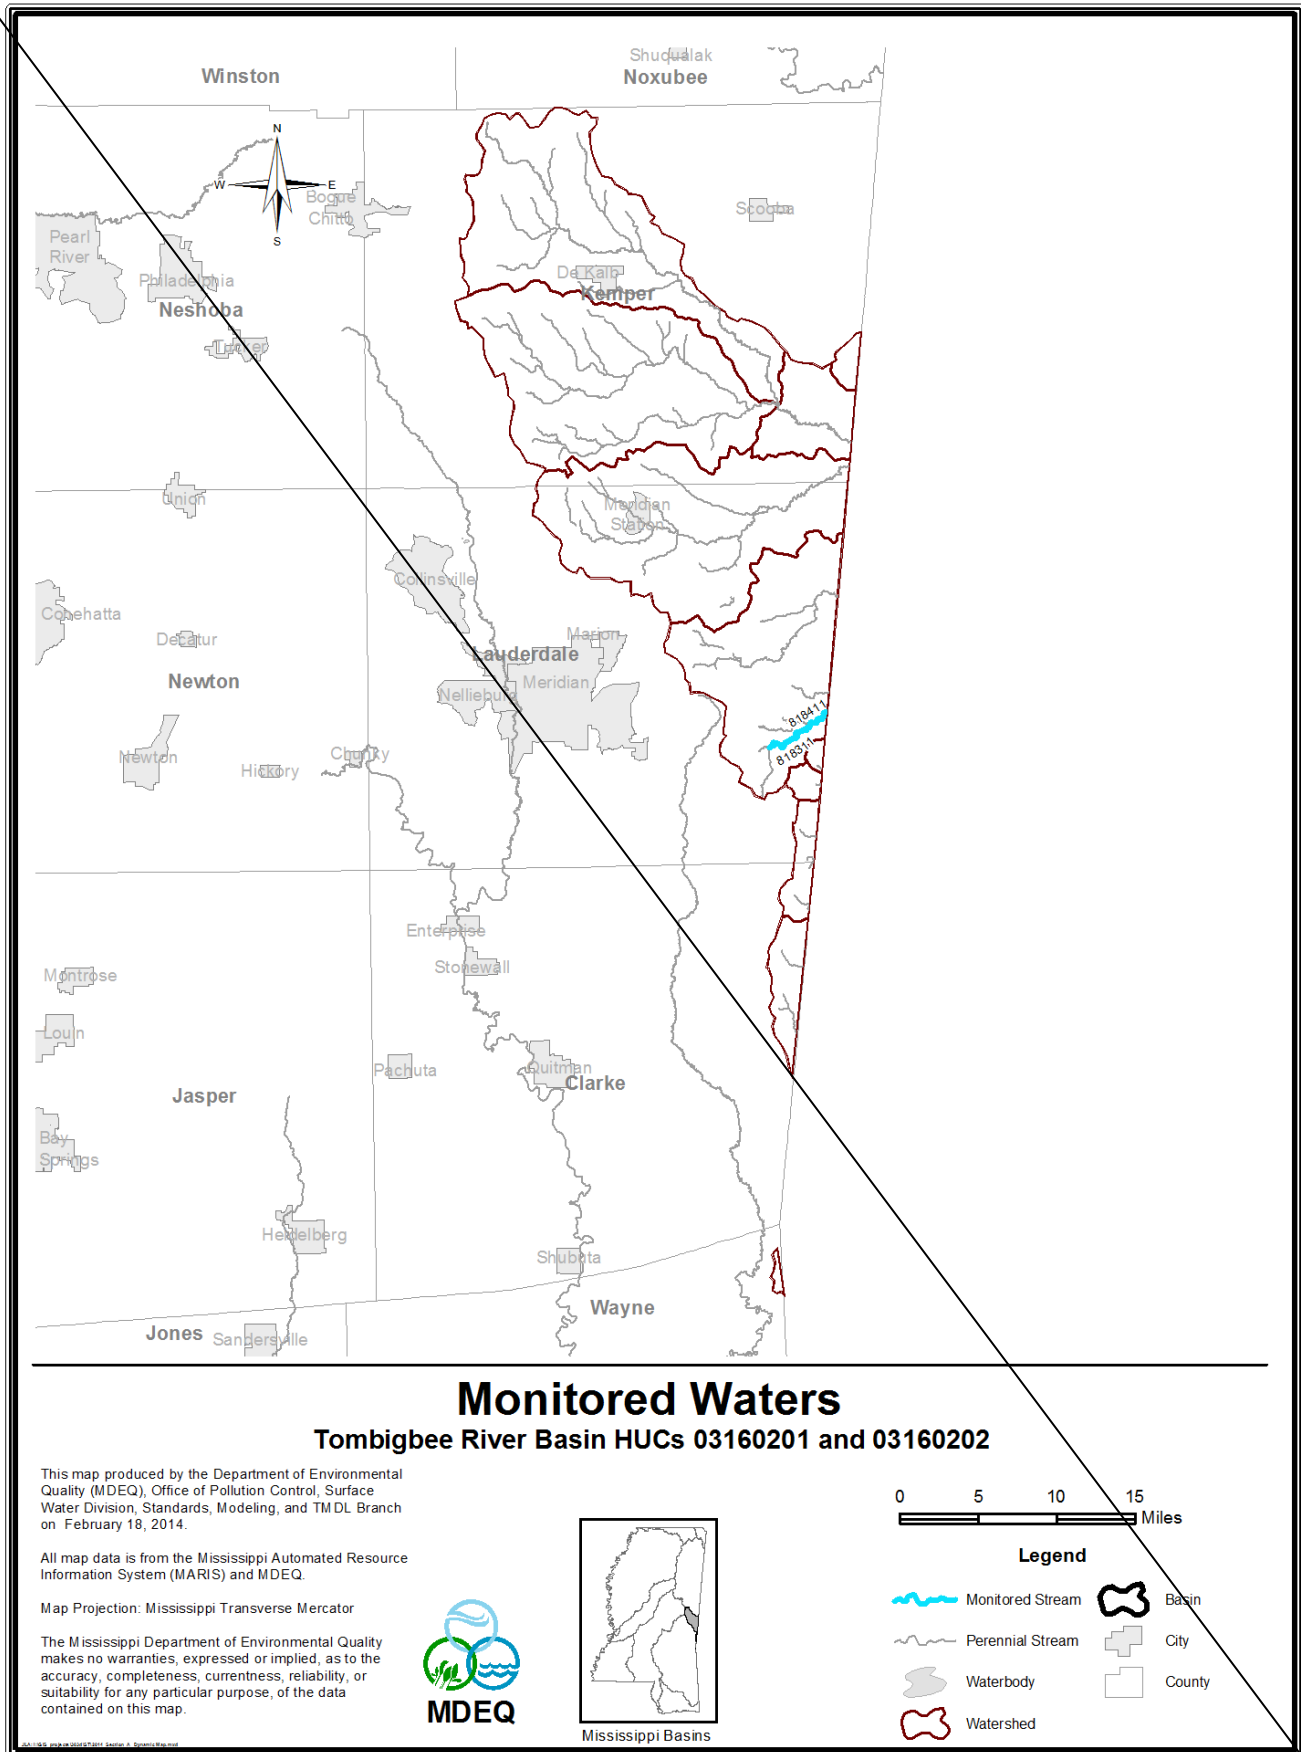 Shuqualak
Winston
Noxubee
N
W
E
S
Boque
Chitto
Scooba
Pearl
River
Philadelphia
De Kalb
Kemper
Neshoba
Tucker
Union
Meridian
Station
Collinsville
Conehatta
Decatur
Marion
Lauderdale
Newton
Nellieburg
Meridian
818411
818311
Newton
Hickory
Chunky
Enterprise
Stonewall
Montrose
Louin
Pachuta
Quitman
Clarke
Jasper
Bay
Springs
Heidelberg
Shubuta
Wayne
Jones
Sandersville
Monitored Waters
Tombigbee River Basin HUCs 03160201 and 03160202
This map produced by the Department of Environmental
Quality (MDEQ), Office of Pollution Control, Surface
Water Division, Standards, Modeling, and TMDL Branch
on February 18, 2014.
All map data is from the Mississippi Automated Resource
Information System (MARIS) and MDEQ.
Map Projection: Mississippi Transverse Mercator
The Mississippi Department of Environmental Quality
makes no warranties, expressed or implied, as to the
accuracy, completeness, currentness, reliability, or
suitability for any particular purpose, of the data
contained on this map.
MDEQ
Mississippi Basins
0 5 10 15
Miles
Legend
Monitored Stream
Basin
Perennial Stream
City
Waterbody
County
Watershed